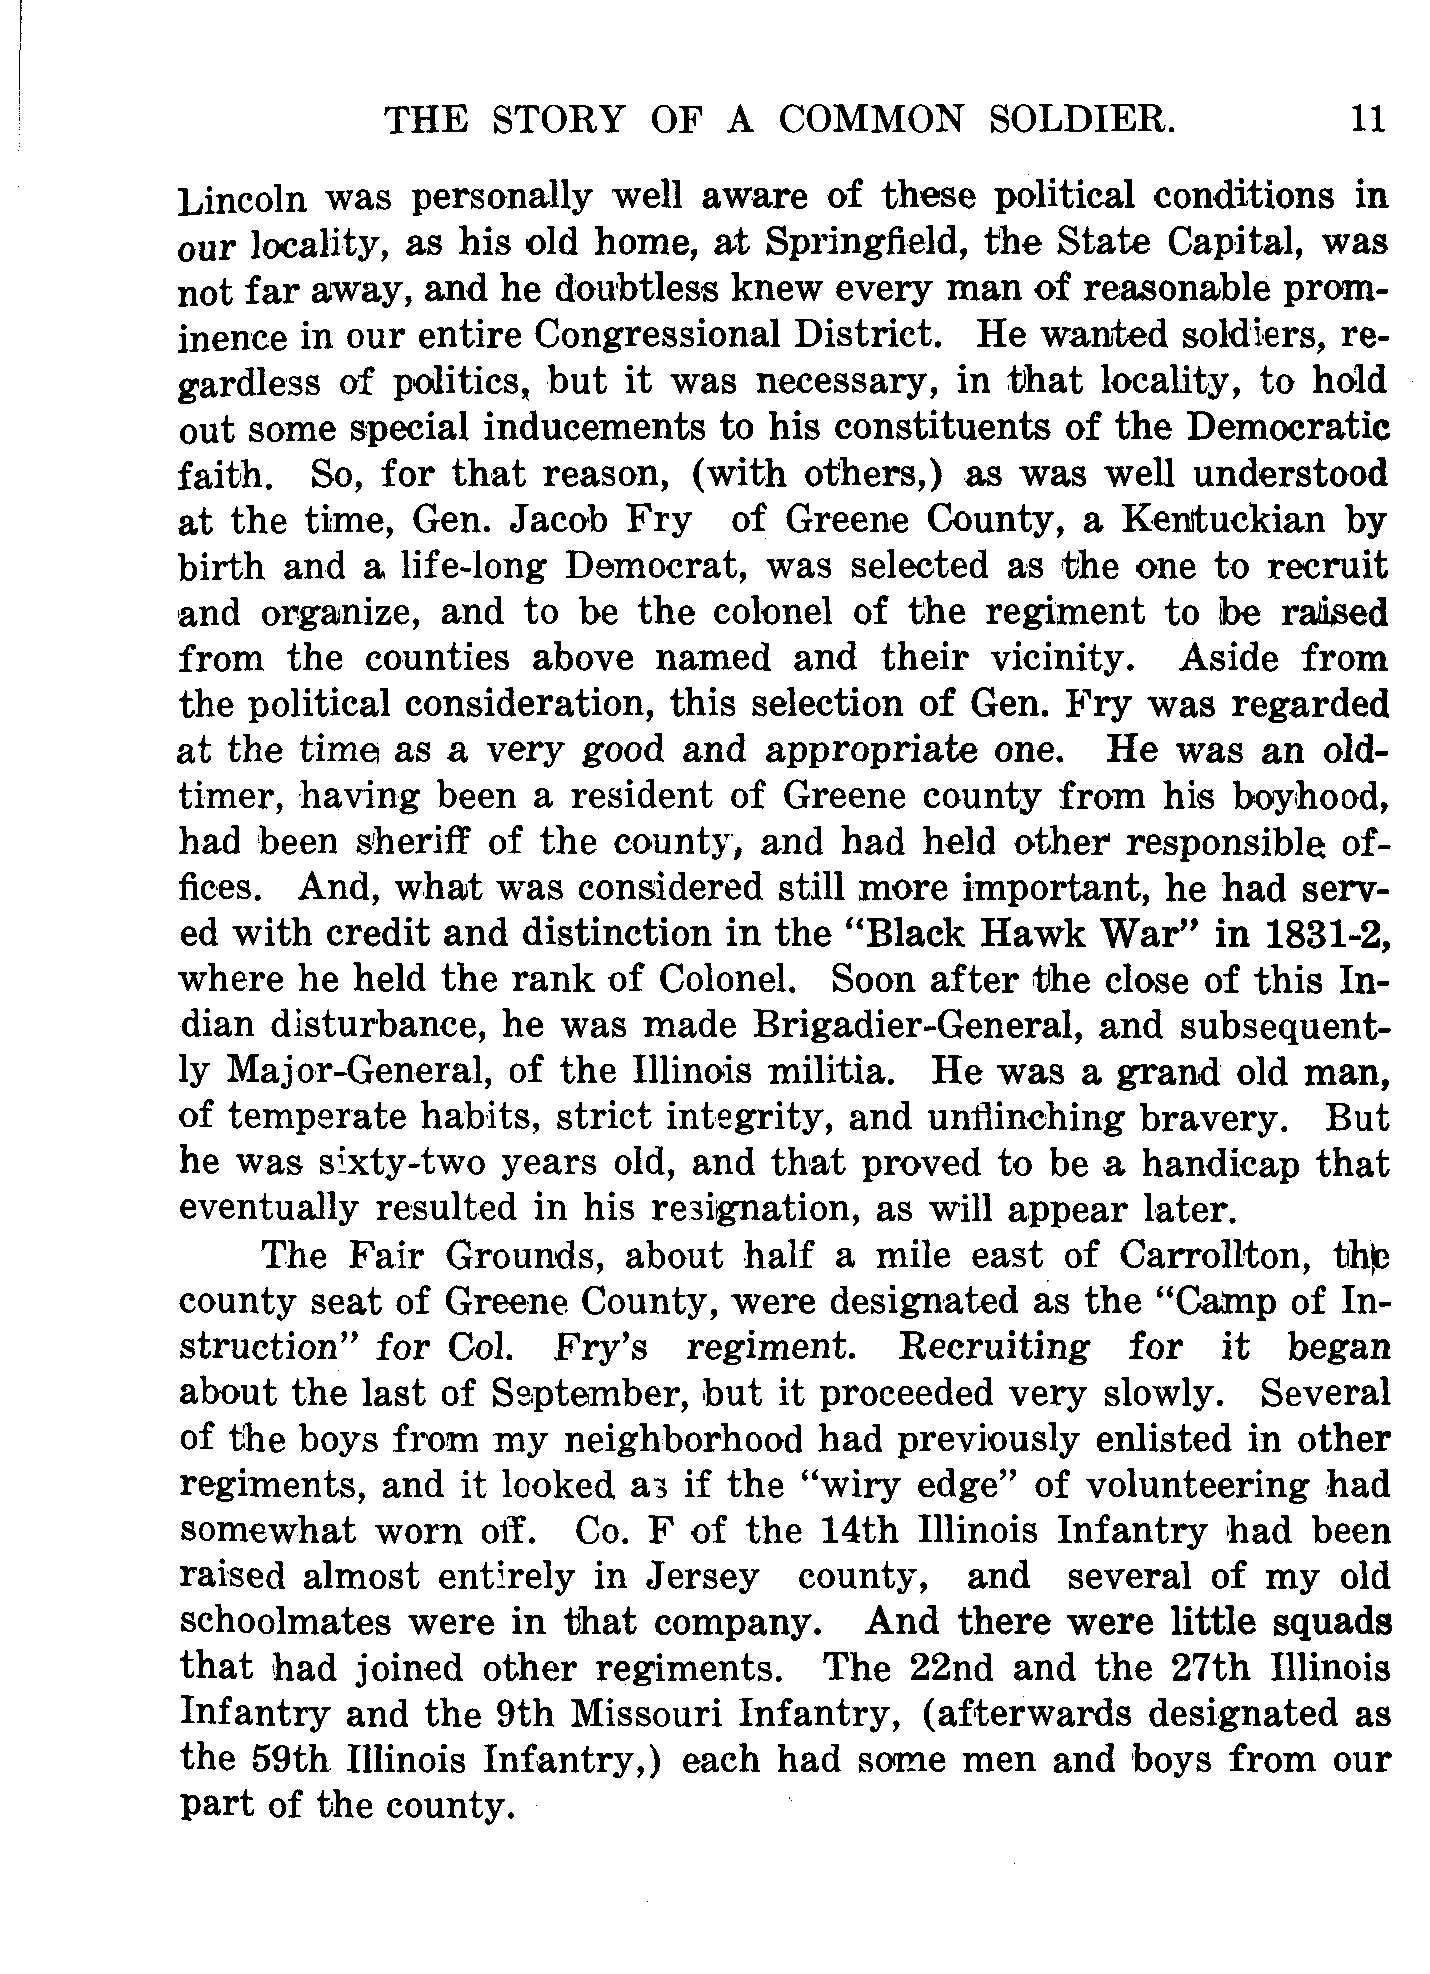 THE STORY OF A COMMON SOLDIER. 11
Lincoln was personally well aware of these political conditions in
our locality, as his old home, at Springfield, the State Capital, was
not far away, and he doubtless knew every man of reasonable prom-
inence in our entire Congressional District. He wanted soldiers, re-
gardless of politics, but it was necessary, in that locality, to hold
out some special inducements to his constituents of the Democratic
faith. So, for that reason, (with others,) as was well understood
at the time, Gen. Jacob Fry of Greene County, a Kentuckian by
birth and a life-long Democrat, was selected as the one to recruit
and organize, and to be the colonel of the regiment to be raised
from the counties above named and their vicinity. Aside from
the political consideration, this selection of Gen. Fry was regarded
at the time as a very good and appropriate one. He was an old-
timer, having been a resident of Greene county from his boyhood,
had been sheriff of the county, and had held other responsible of-
fices. And, what was considered still more important, he had serv-
ed with credit and distinction in the “Black Hawk War” in 1831-2,
where he held the rank of Colonel. Soon after the close of this In-
dian disturbance, he was made Brigadier-General, and subsequent-
ly Major-General, of the Illinois militia. He was a grand old man,
of temperate habits, strict integrity, and unflinching bravery. But
he was sixty-two years old, and that proved to be a handicap that
eventually resulted in his resignation, as will appear later.
The Fair Grounds, about half a mile east of Carrollton, the
county seat of Greene County, were designated as the “Camp of In-
struction” for Col. Fry’s regiment. Recruiting for it began
about the last of September, but it proceeded very slowly. Several
of the boys from my neighborhood had previously enlisted in other
regiments, and it looked as if the “wiry edge” of volunteering had
somewhat worn off. Co. F of the 14th Illinois Infantry had been
raised almost entirely in Jersey county, and several of my old
schoolmates were in that company. And there were little squads
that had joined other regiments. The 22nd and the 27th Illinois
Infantry and the 9th Missouri Infantry, (afterwards designated as
the 59th Illinois Infantry,) each had some men and boys from our
part of the county.